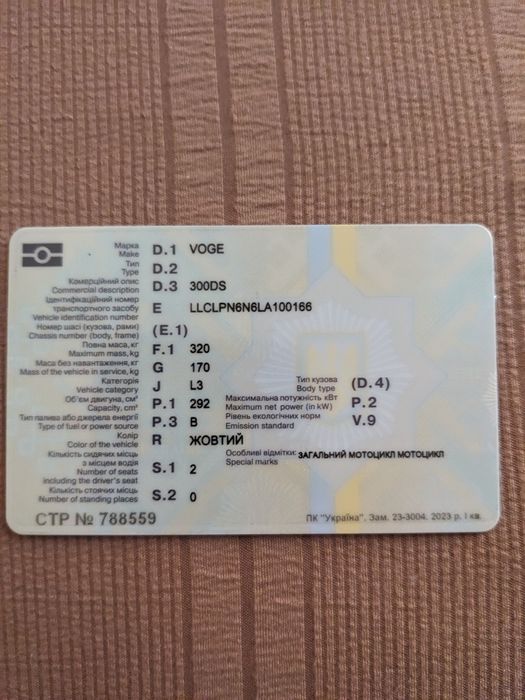 Марка D.1 VOGE
Make
Тип D.2
Type
Комерційний опис D.3 300DS
Commercial description
Ідентифікаційний номер
транспортного засобу E LLCLPN6N6LA100166
Vehicle identification number
Номер шасі (кузова, рами) (E.1)
Chassis number (body, frame)
Повна маса, кг F.1 320
Maximum mass, kg
Маса без навантаження, кг G 170
Mass of the vehicle in service, kg
Категорія J L3 Тип кузова (D.4)
Vehicle category Body type
Об'єм двигуна, см³ P.1 292 Максимальна потужність кВт P.2
Capacity, cm³ Maximum net power (in kW)
Тип палива або джерела енергії P.3 B Рівень екологічних норм V.9
Type of fuel or power source Emission standard
Колір R ЖОВТИЙ
Color of the vehicle
Кількість сидячих місць Особливі відмітки: ЗАГАЛЬНИЙ МОТОЦИКЛ МОТОЦИКЛ
з місцем водія S.1 2 Special marks
Number of seats
including the driver's seat
Кількість стоячих місць S.2 0
Number of standing places
СТР № 788559 ПК "Україна". Зам. 23-3004. 2023 р. І кв.